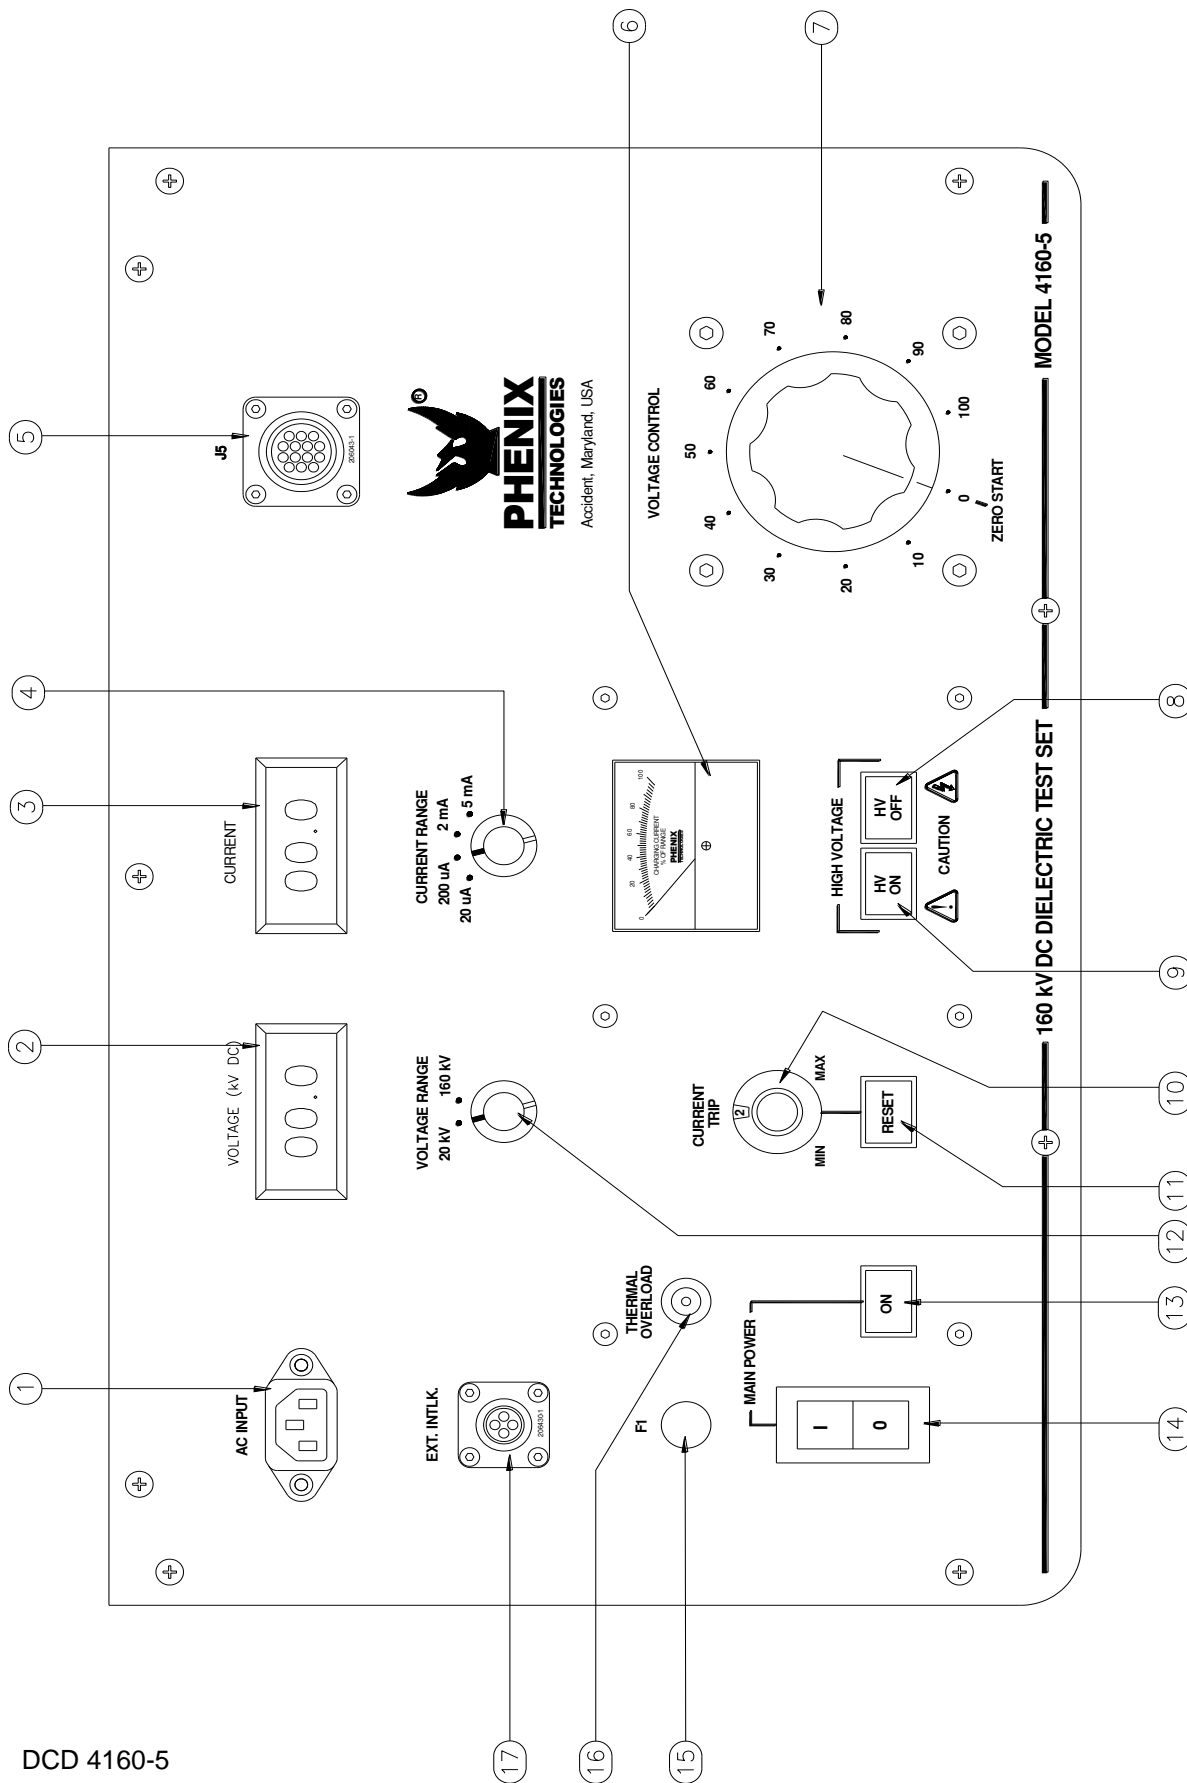 1
2
3
4
5
6
7
AC INPUT
VOLTAGE (kV DC)
00.0
CURRENT
00.0
J5
206043-1
EXT. INTLK.
206430-1
VOLTAGE RANGE
20 kV
160 kV
CURRENT RANGE
20 uA
200 uA
2 mA
5 mA
®
PHENIX
TECHNOLOGIES
Accident, Maryland, USA
F1
THERMAL
OVERLOAD
CURRENT
TRIP
2
MIN
MAX
RESET
0
20
40
60
80
100
CHARGING CURRENT
% OF RANGE
PHENIX
TECHNOLOGIES
VOLTAGE CONTROL
0
10
20
30
40
50
60
70
80
90
100
ZERO START
MAIN POWER
I
0
ON
HIGH VOLTAGE
HV
ON
HV
OFF
CAUTION
160 kV DC DIELECTRIC TEST SET
MODEL 4160-5
17
16
15
14
13
12
11
10
9
8
DCD 4160-5